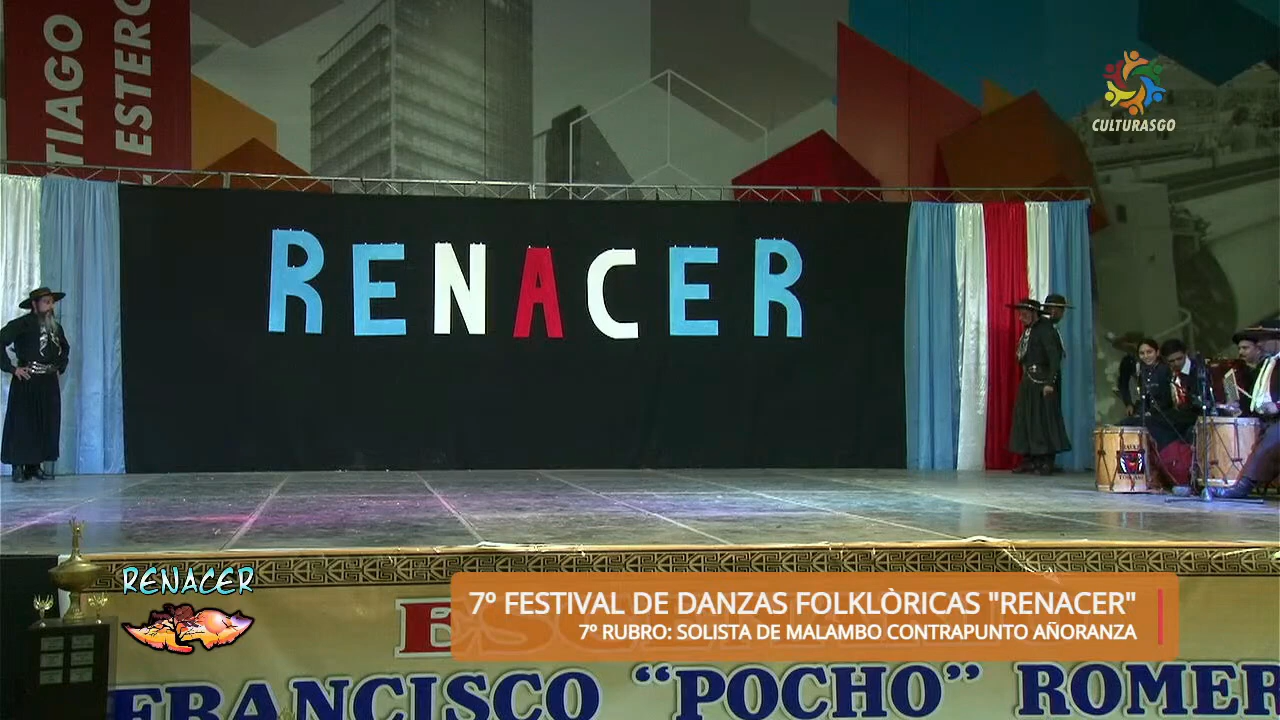 TIAGO
ESTERO
CULTURASGO
RENACER
RENACER
7º FESTIVAL DE DANZAS FOLKLÒRICAS "RENACER"
7º RUBRO: SOLISTA DE MALAMBO CONTRAPUNTO AÑORANZA
FRANCISCO “POCHO” ROMER